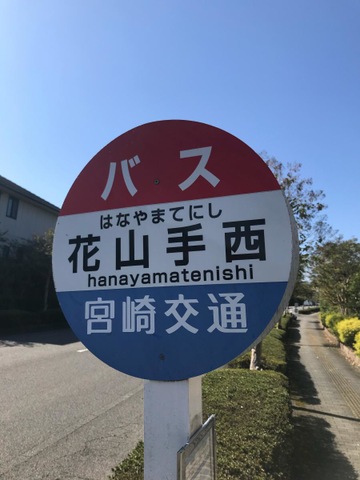 バス
はなやまてにし
花山手西
hanayamatenishi
宮崎交通